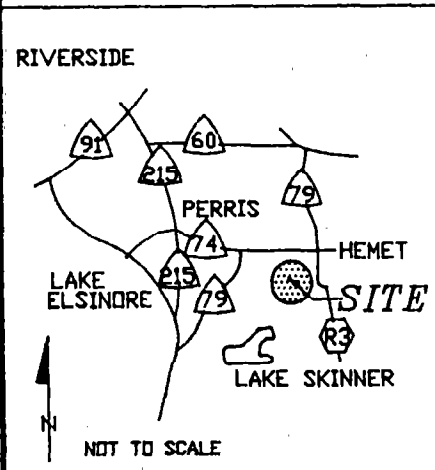 RIVERSIDE
91
60
215
79
PERRIS
74
HEMET
LAKE
ELSINORE
215
79
SITE
R3
LAKE SKINNER
N
NOT TO SCALE